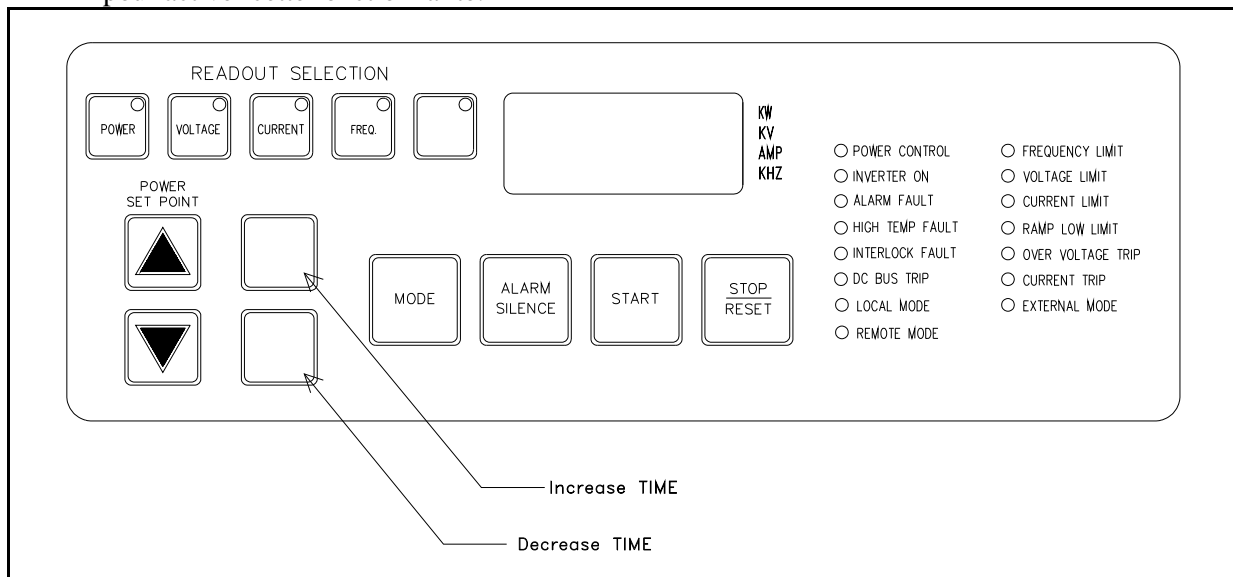 READOUT SELECTION
POWER
VOLTAGE
CURRENT
FREQ.
KW
KV
AMP
KHZ
POWER
SET POINT
MODE
ALARM
SILENCE
START
STOP
RESET
POWER CONTROL
INVERTER ON
ALARM FAULT
HIGH TEMP FAULT
INTERLOCK FAULT
DC BUS TRIP
LOCAL MODE
REMOTE MODE
FREQUENCY LIMIT
VOLTAGE LIMIT
CURRENT LIMIT
RAMP LOW LIMIT
OVER VOLTAGE TRIP
CURRENT TRIP
EXTERNAL MODE
Increase TIME
Decrease TIME